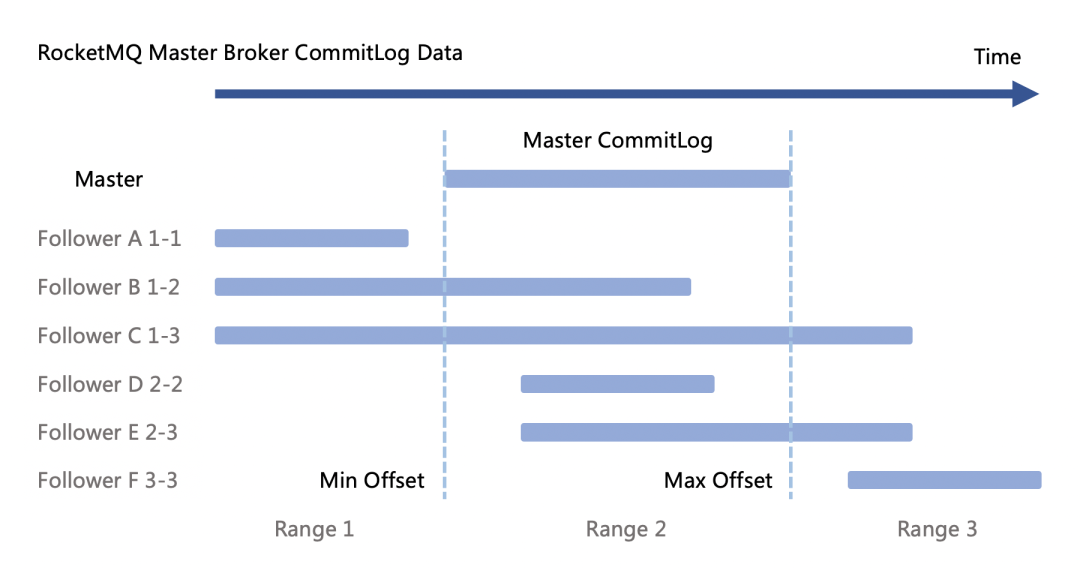 RocketMQ Master Broker CommitLog Data
Time
Master CommitLog
Master
Follower A 1-1
Follower B 1-2
Follower C 1-3
Follower D 2-2
Follower E 2-3
Follower F 3-3
Min Offset
Max Offset
Range 1
Range 2
Range 3